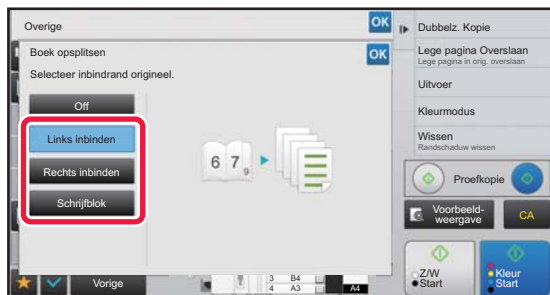 Overige
OK
Boek opsplitsen
OK
Selecteer inbindrand origineel.
Off
Links inbinden
Rechts inbinden
Schrijfblok
6 7 9
Vorige
3 B4
4 A3
A4
Dubbelz. Kopie
Lege pagina Overslaan
Lege pagina in orig. overslaan
Uitvoer
Kleurmodus
Wissen
Randschaduw wissen
Proefkopie
Voorbeeld-
weergave
CA
Z/W
Start
Kleur
Start